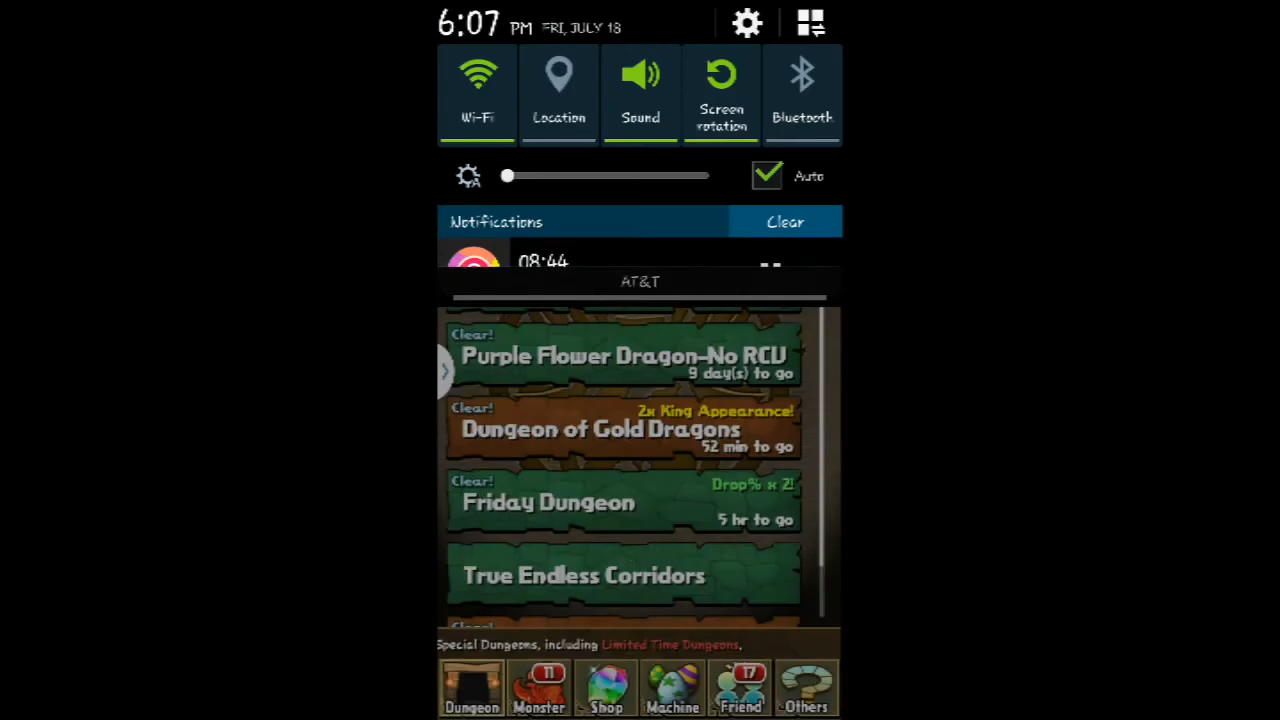 6:07 PM FRI, JULY 18
Wi-Fi
Location
Sound
Screen
rotation
Bluetooth
A
Auto
Notifications
Clear
08:44
AT&T
Clear!
Purple Flower Dragon-No RCV
9 day(s) to go
Clear!
2x King Appearance!
Dungeon of Gold Dragons
52 min to go
Clear!
Drop% x 2!
Friday Dungeon
5 hr to go
True Endless Corridors
Special Dungeons, including Limited Time Dungeons.
Dungeon
11
Monster
Shop
Machine
17
Friend
?
Others